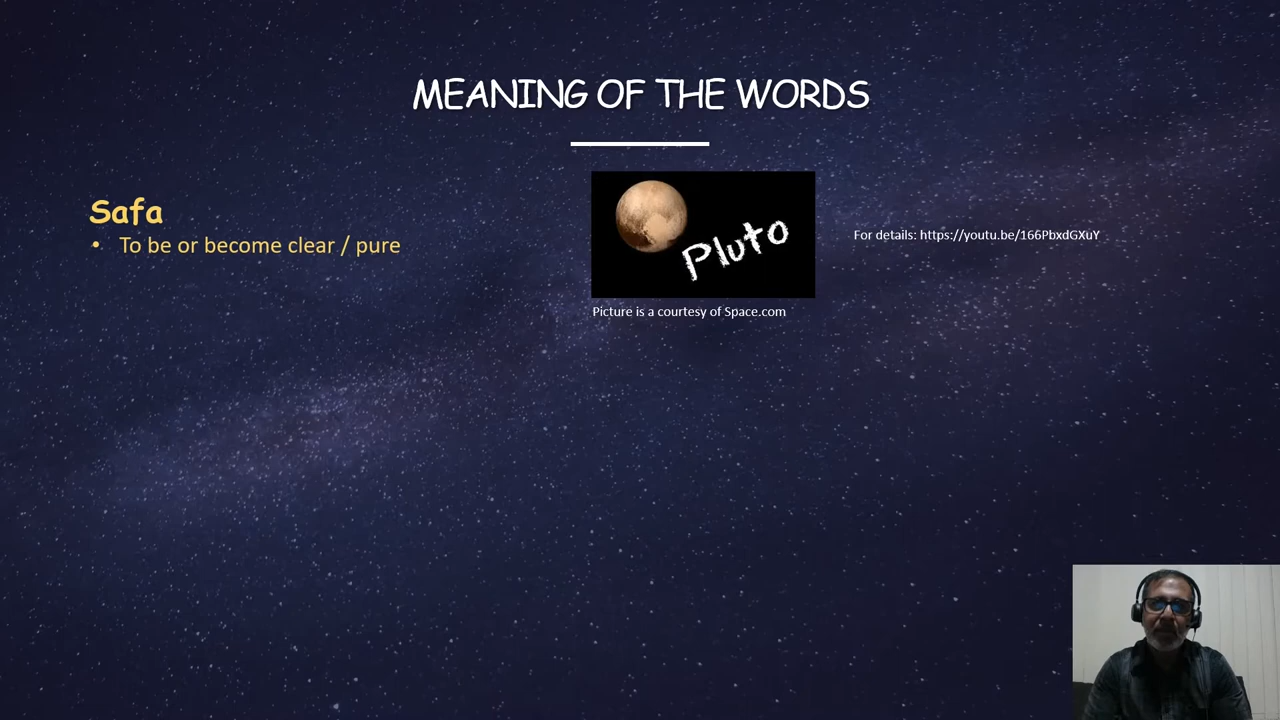 MEANING OF THE WORDS
Safa
• To be or become clear / pure
Pluto
For details: https://youtu.be/166PbxdGXuY
Picture is a courtesy of Space.com